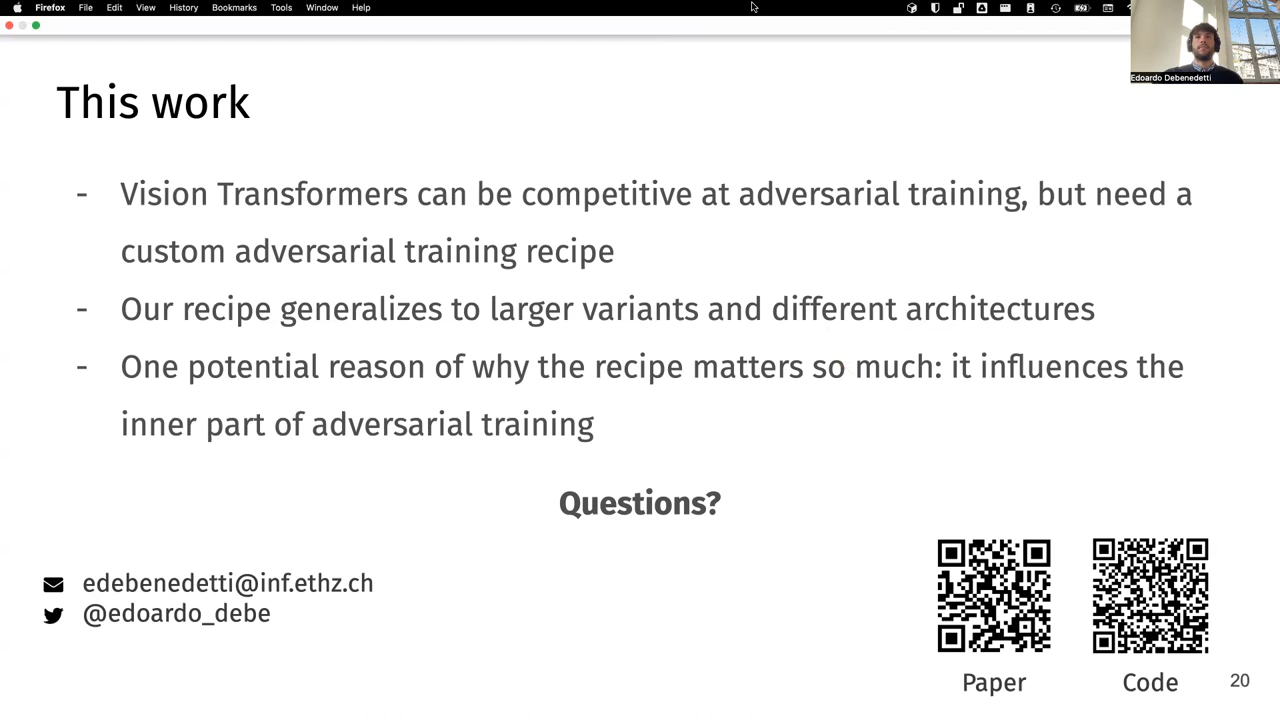 Firefox File Edit View History Bookmarks Tools Window Help
Edoardo Debenedetti
This work
- Vision Transformers can be competitive at adversarial training, but need a
custom adversarial training recipe
- Our recipe generalizes to larger variants and different architectures
- One potential reason of why the recipe matters so much: it influences the
inner part of adversarial training
Questions?
edebenedetti@inf.ethz.ch
@edoardo_debe
Paper Code 20